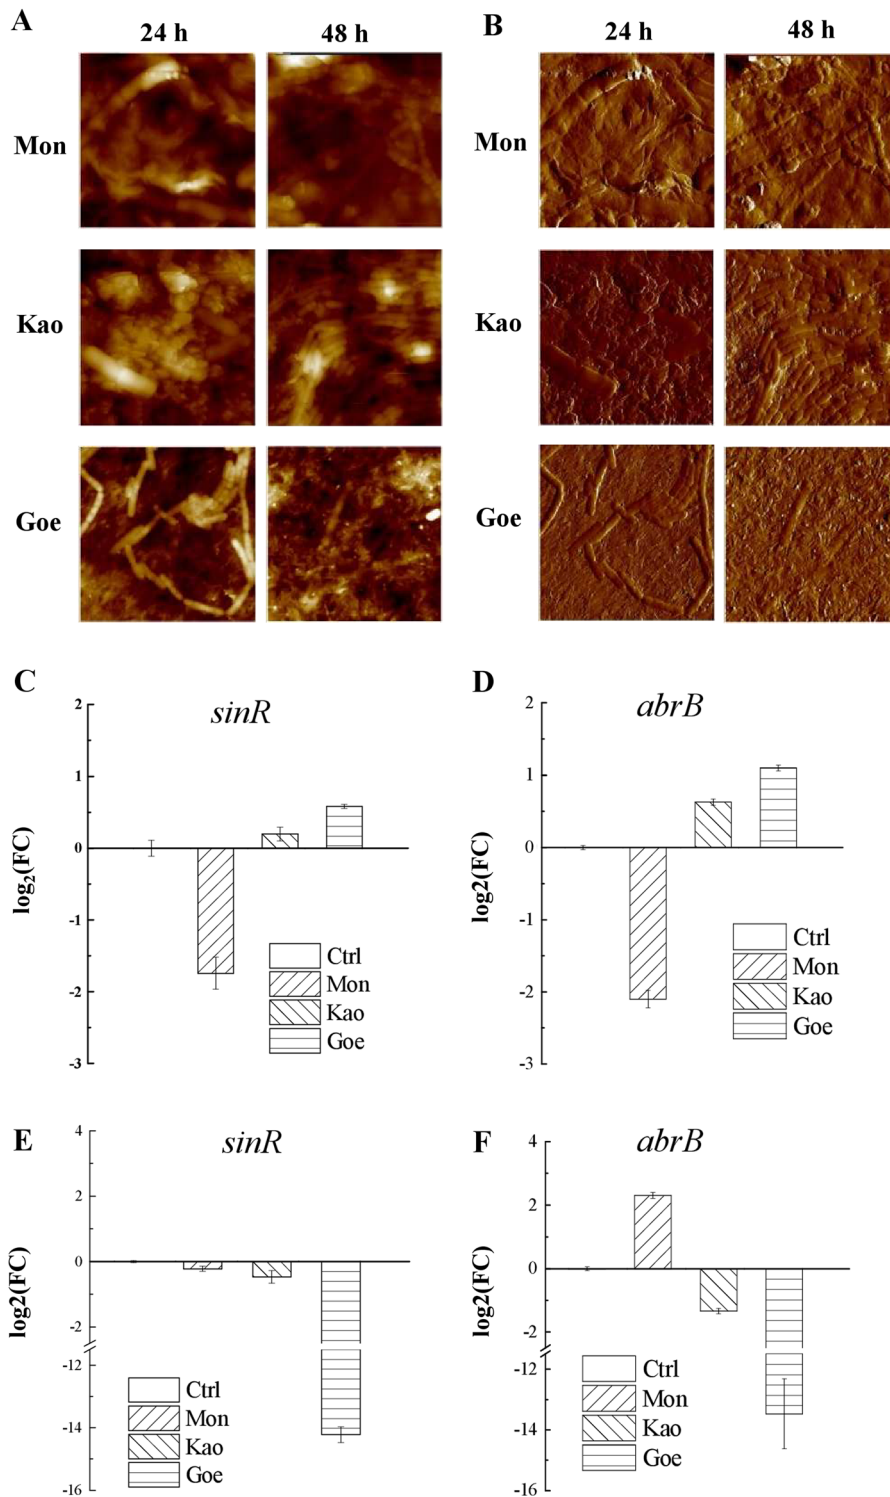 A
24 h
48 h
Mon
Kao
Goe
B
24 h
48 h
Mon
Kao
Goe
C
sinR
2
1
0
-1
-2
-3
log₂(FC)
Ctrl
Mon
Kao
Goe
D
abrB
2
1
0
-1
-2
-3
log2(FC)
Ctrl
Mon
Kao
Goe
E
sinR
4
2
0
-2
-12
-14
-16
log2(FC)
Ctrl
Mon
Kao
Goe
F
abrB
4
2
0
-2
-12
-14
-16
log2(FC)
Ctrl
Mon
Kao
Goe